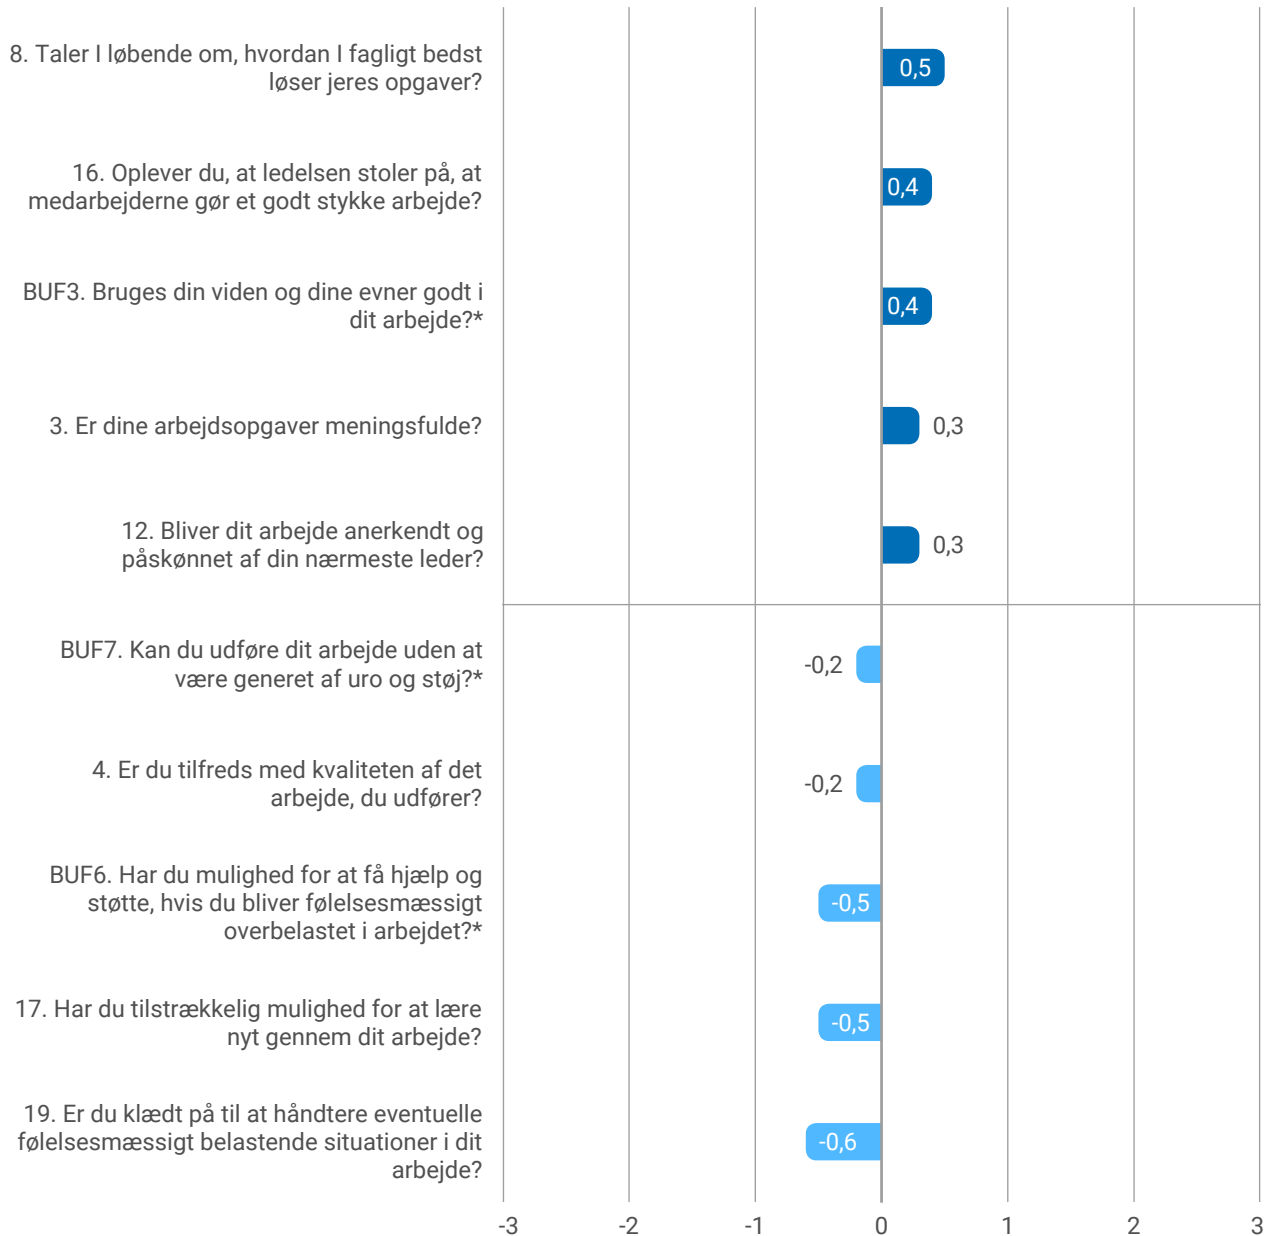 8. Taler I løbende om, hvordan I fagligt bedst
løser jeres opgaver?
0,5
16. Oplever du, at ledelsen stoler på, at
medarbejderne gør et godt stykke arbejde?
0,4
BUF3. Bruges din viden og dine evner godt i
dit arbejde?*
0,4
3. Er dine arbejdsopgaver meningsfulde?
0,3
12. Bliver dit arbejde anerkendt og
påskønnet af din nærmeste leder?
0,3
BUF7. Kan du udføre dit arbejde uden at
være generet af uro og støj?*
-0,2
4. Er du tilfreds med kvaliteten af det
arbejde, du udfører?
-0,2
BUF6. Har du mulighed for at få hjælp og
støtte, hvis du bliver følelsesmæssigt
overbelastet i arbejdet?*
-0,5
17. Har du tilstrækkelig mulighed for at lære
nyt gennem dit arbejde?
-0,5
19. Er du klædt på til at håndtere eventuelle
følelsesmæssigt belastende situationer i dit
arbejde?
-0,6
-3 -2 -1 0 1 2 3